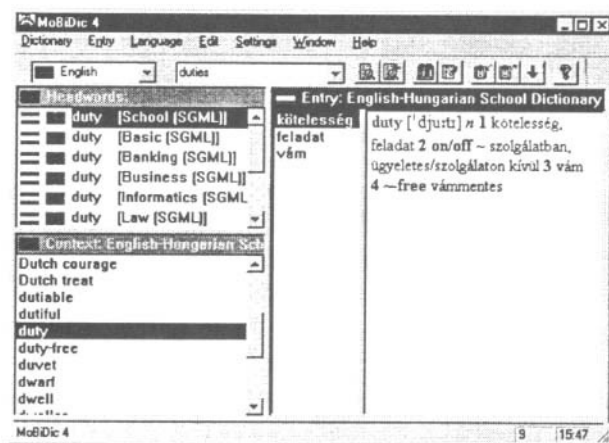 MoBiDic 4
Dictionary Entry Language Edit Settings Window Help
English duties
Headwords:
duty [School (SGML)]
duty [Basic (SGML)]
duty [Banking (SGML)]
duty [Business (SGML)]
duty [Informatics (SGML
duty [Law (SGML)]
Context: English-Hungarian Sch
Dutch courage
Dutch treat
dutiable
dutiful
duty
duty-free
duvet
dwarf
dwell
Entry: English-Hungarian School Dictionary
kötelesség
feladat
vám
duty ['dju:tɪ] n 1 kötelesség,
feladat 2 on/off ~ szolgálatban,
ügyeletes/szolgálaton kívül 3 vám
4 ~-free vámmentes
MoBiDic 4 9 15:47